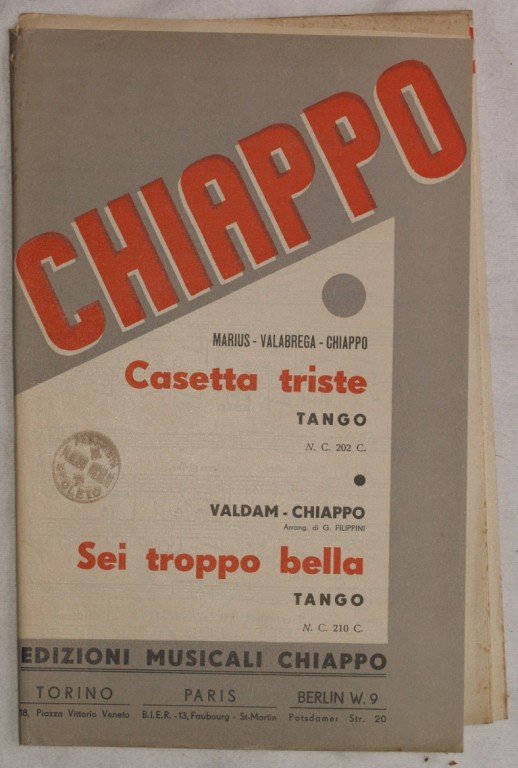 CHIAPPO
MARIUS - VALABREGA - CHIAPPO
Casetta triste
TANGO
N. C. 202 C.
VALDAM - CHIAPPO
Arrang. di G. FILIPPINI
Sei troppo bella
TANGO
N. C. 210 C.
SPOLETO
EDIZIONI MUSICALI CHIAPPO
TORINO PARIS BERLIN W. 9
18, Piazza Vittorio Veneto B.I.E.R. - 13, Faubourg - St-Martin Potsdamer Str. 20